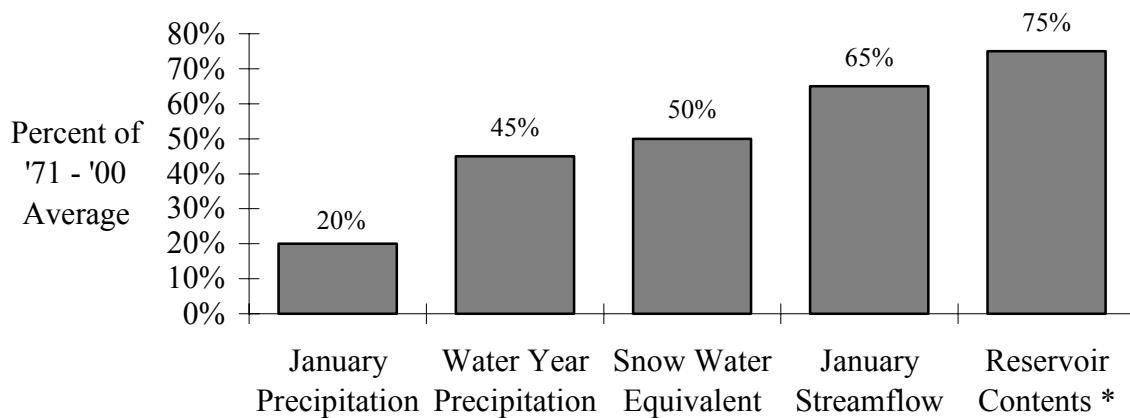 80%
70%
60%
50%
40%
30%
20%
10%
0%
Percent of
'71 - '00
Average
20%
45%
50%
65%
75%
January
Precipitation
Water Year
Precipitation
Snow Water
Equivalent
January
Streamflow
Reservoir
Contents *